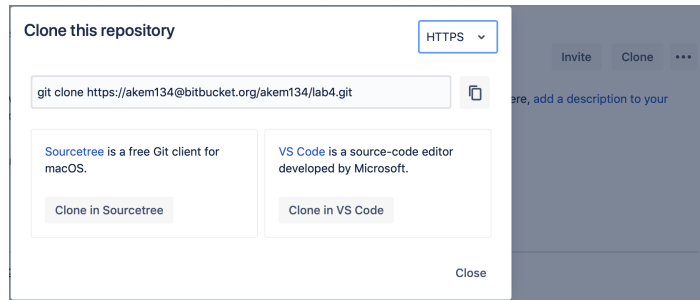 Clone this repository
HTTPS
git clone https://akem134@bitbucket.org/akem134/lab4.git
Sourcetree is a free Git client for
macOS.
Clone in Sourcetree
VS Code is a source-code editor
developed by Microsoft.
Clone in VS Code
Close
Invite
Clone
ere, add a description to your